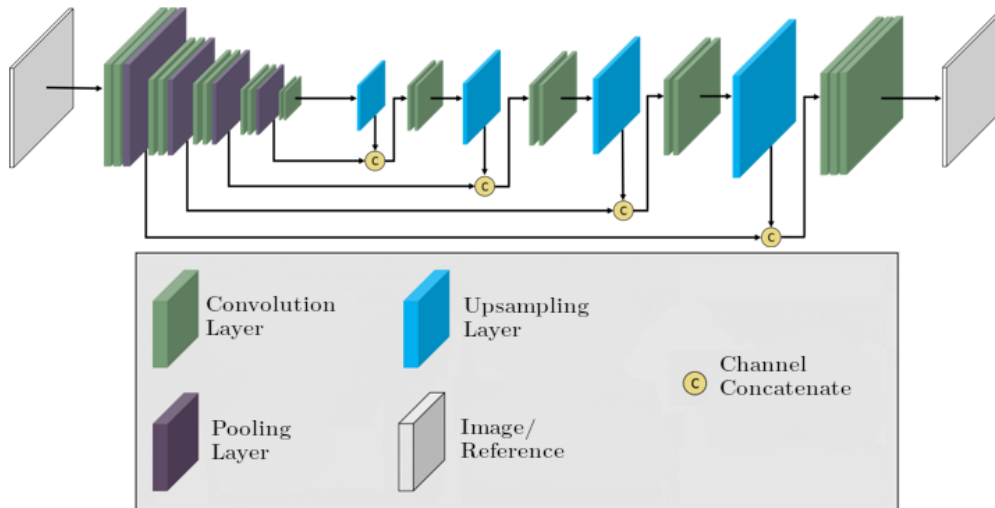 C
C
C
C
Convolution
Layer
Upsampling
Layer
C
Channel
Concatenate
Pooling
Layer
Image/
Reference